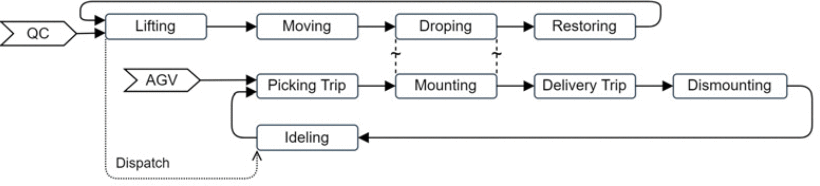 Lifting
Moving
Droping
Restoring
QC
AGV
Picking Trip
Mounting
Delivery Trip
Dismounting
Ideling
Dispatch